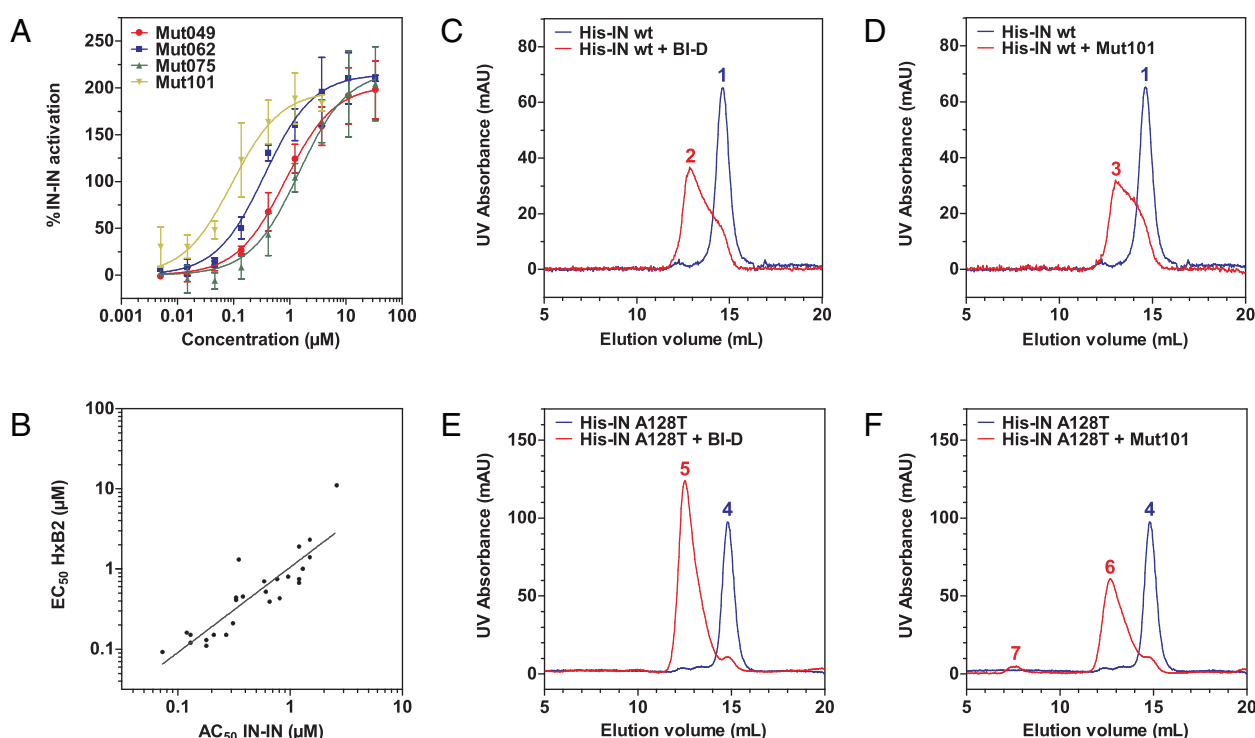 A
Mut049
Mut062
Mut075
Mut101
250
200
150
100
50
0
0.001 0.01 0.1 1 10 100
Concentration (µM)
%IN-IN activation
C
His-IN wt
His-IN wt + BI-D
80
60
40
20
0
1
2
5 10 15 20
Elution volume (mL)
UV Absorbance (mAU)
D
His-IN wt
His-IN wt + Mut101
80
60
40
20
0
1
3
5 10 15 20
Elution volume (mL)
UV Absorbance (mAU)
B
100
10
1
0.1
0.1 1 10
AC50 IN-IN (µM)
EC50 HxB2 (µM)
E
His-IN A128T
His-IN A128T + BI-D
150
100
50
0
5
4
5 10 15 20
Elution volume (mL)
UV Absorbance (mAU)
F
His-IN A128T
His-IN A128T + Mut101
150
100
50
0
4
6
7
5 10 15 20
Elution volume (mL)
UV Absorbance (mAU)